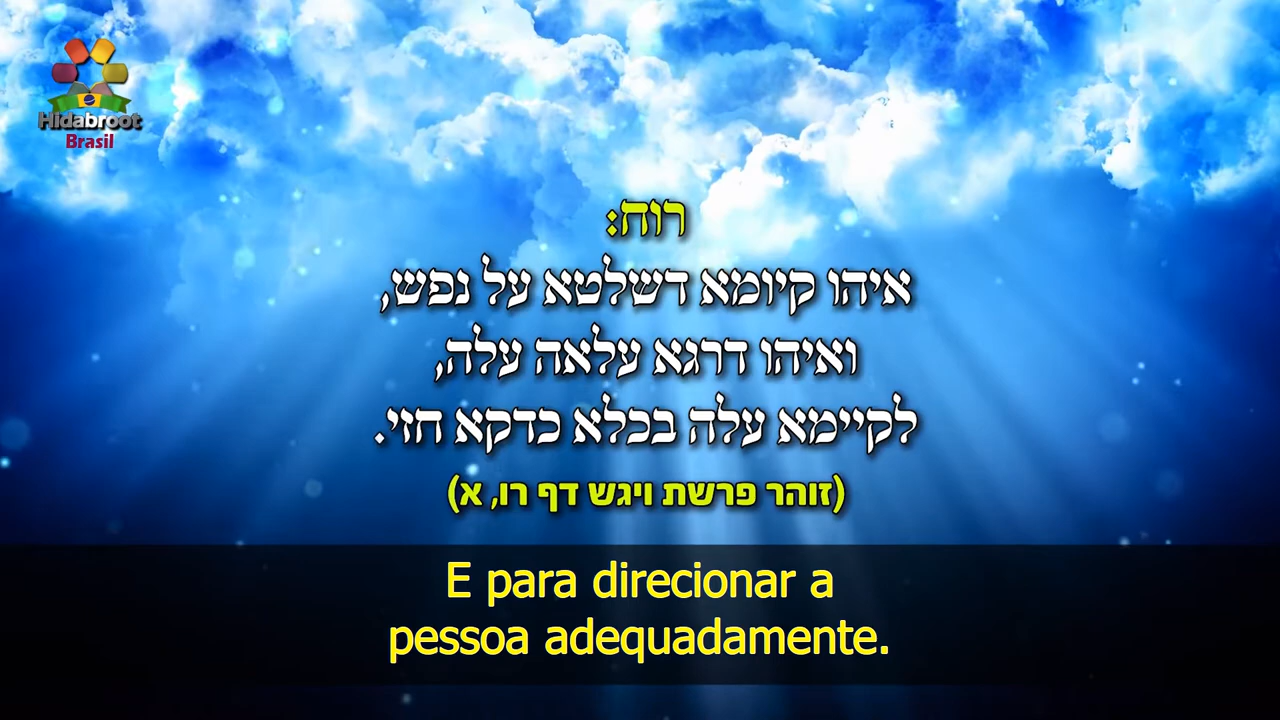 Hidabroot
Brasil
רוח:
איהו קיומא דשלטא על נפש,
ואיהו דרגא עלאה עלה,
לקיימא עלה בכלא כדקא חזי.
(זוהר פרשת ויגש דף רו, א)
E para direcionar a
pessoa adequadamente.